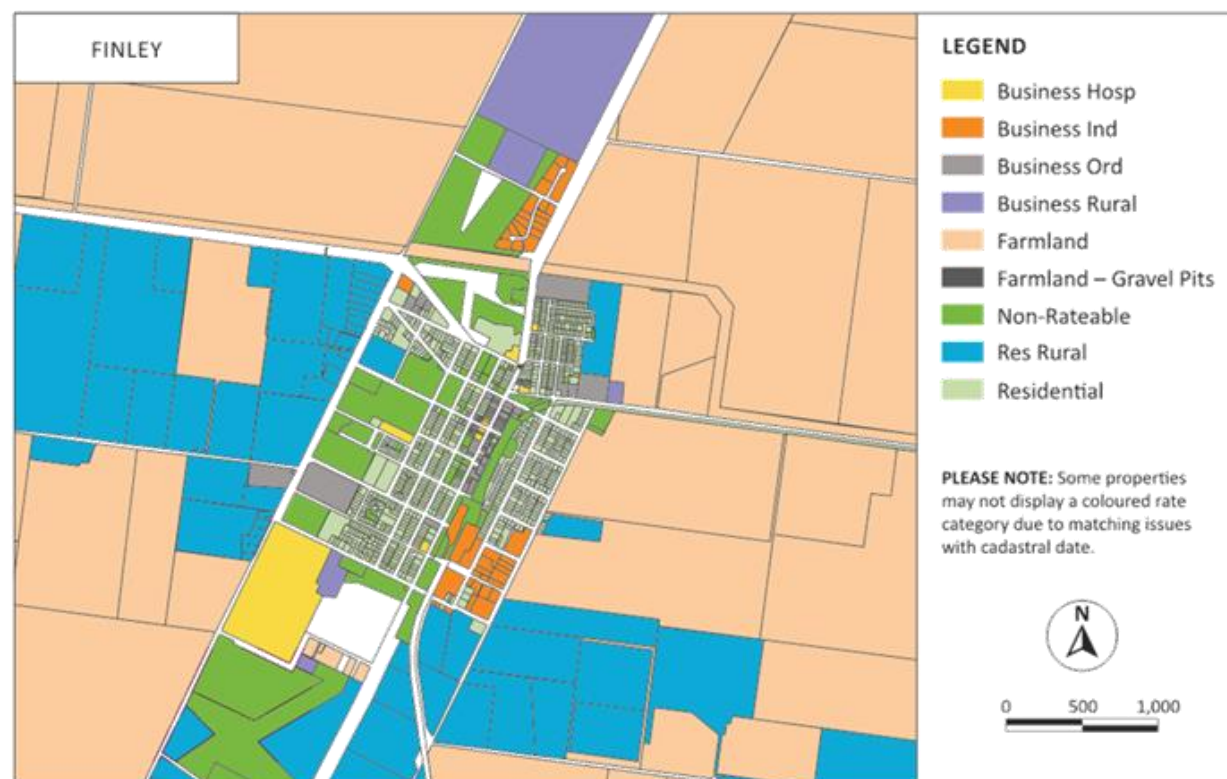 FINLEY
LEGEND
Business Hosp
Business Ind
Business Ord
Business Rural
Farmland
Farmland – Gravel Pits
Non-Rateable
Res Rural
Residential
PLEASE NOTE: Some properties
may not display a coloured rate
category due to matching issues
with cadastral date.
N
0 500 1,000